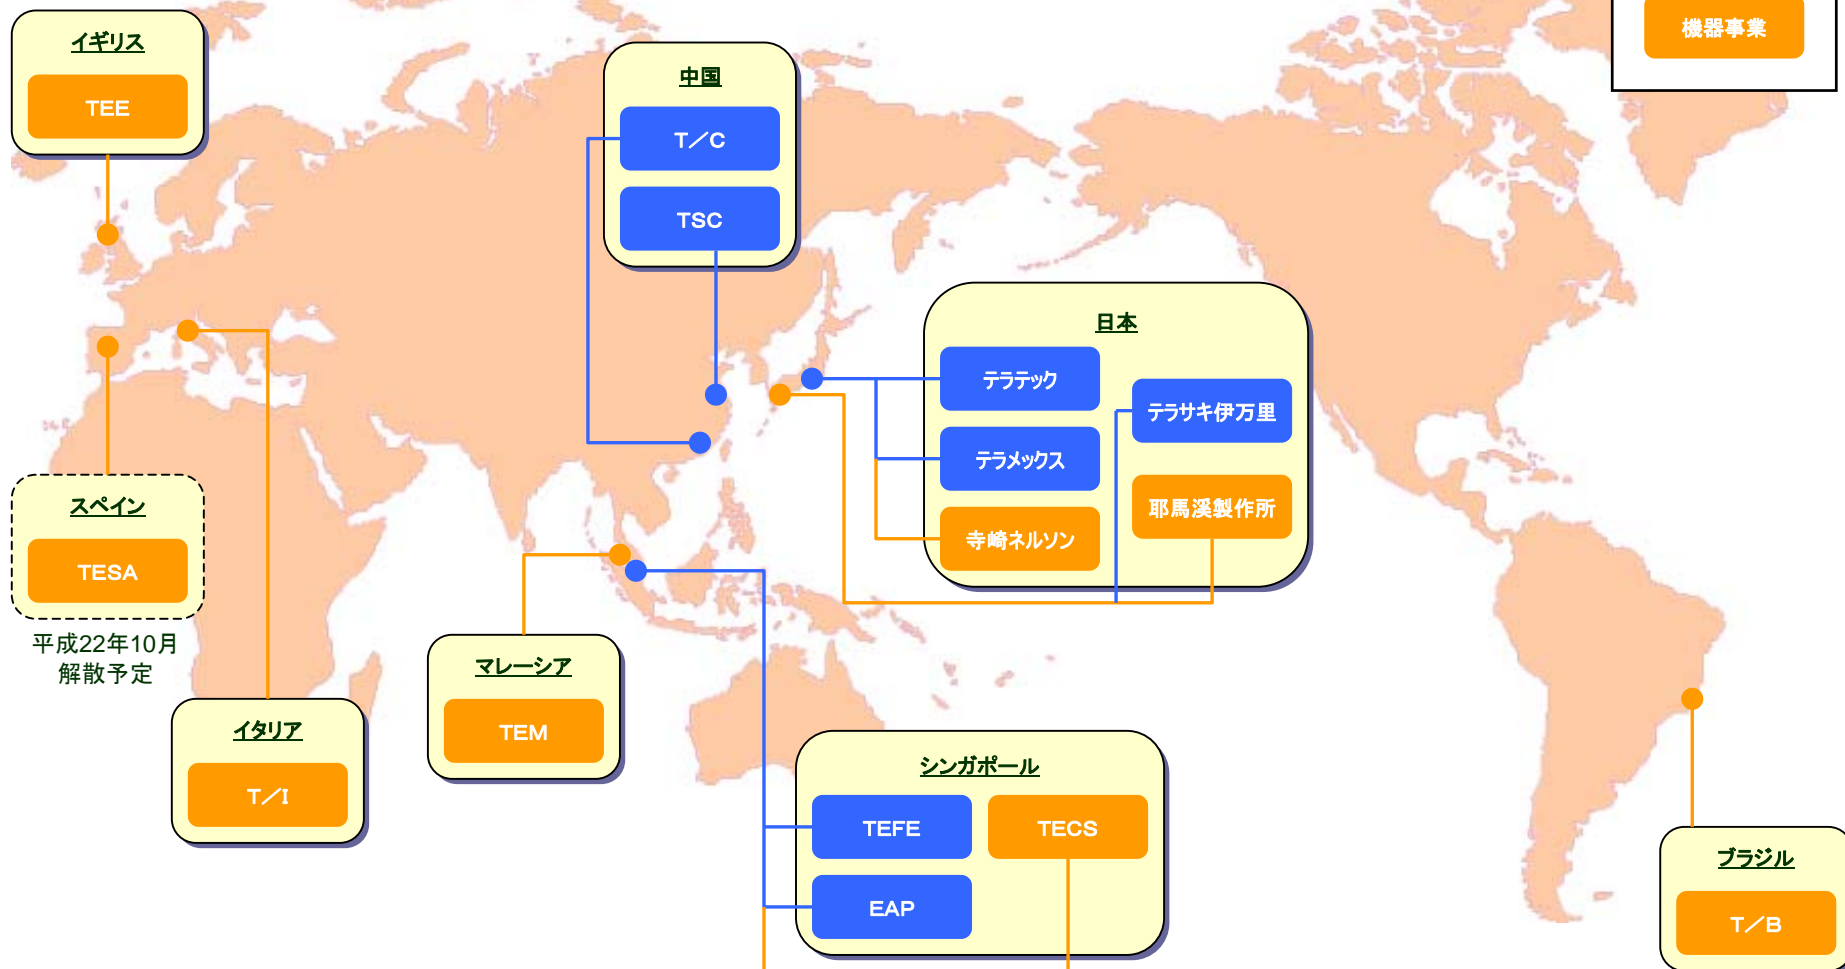 機器事業
イギリス
TEE
中国
T／C
TSC
日本
テラテック
テラサキ伊万里
テラメックス
耶馬溪製作所
寺崎ネルソン
スペイン
TESA
平成22年10月
解散予定
マレーシア
TEM
イタリア
T／I
シンガポール
TEFE
TECS
EAP
ブラジル
T／B